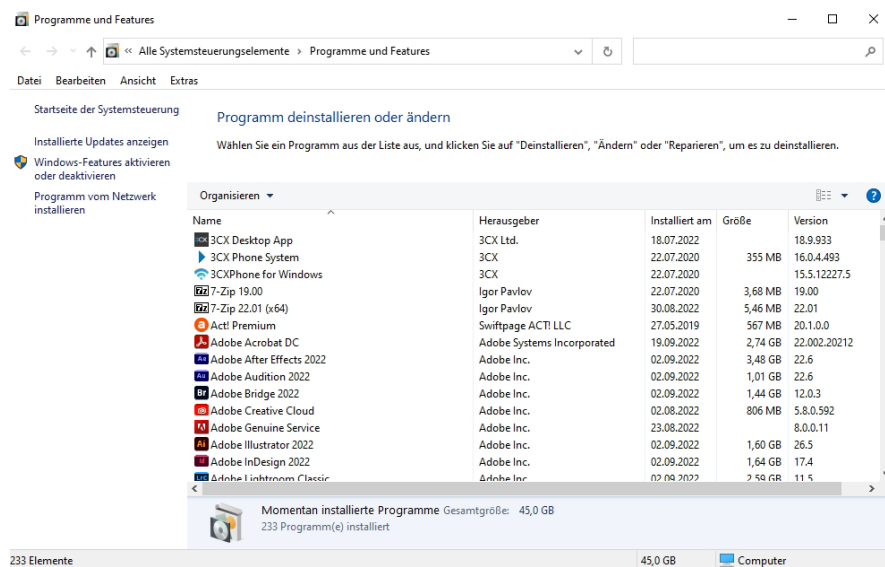 Programme und Features
« Alle Systemsteuerungselemente › Programme und Features
Datei Bearbeiten Ansicht Extras
Startseite der Systemsteuerung
Installierte Updates anzeigen
Windows-Features aktivieren
oder deaktivieren
Programm vom Netzwerk
installieren
Programm deinstallieren oder ändern
Wählen Sie ein Programm aus der Liste aus, und klicken Sie auf "Deinstallieren", "Ändern" oder "Reparieren", um es zu deinstallieren.
Organisieren
Name Herausgeber Installiert am Größe Version
3CX Desktop App 3CX Ltd. 18.07.2022 18.9.933
3CX Phone System 3CX 22.07.2020 355 MB 16.0.4.493
3CXPhone for Windows 3CX 22.07.2020 15.5.12227.5
7-Zip 19.00 Igor Pavlov 22.07.2020 3,68 MB 19.00
7-Zip 22.01 (x64) Igor Pavlov 30.08.2022 5,46 MB 22.01
Act! Premium Swiftpage ACT! LLC 27.05.2019 567 MB 20.1.0.0
Adobe Acrobat DC Adobe Systems Incorporated 19.09.2022 2,74 GB 22.002.20212
Adobe After Effects 2022 Adobe Inc. 02.09.2022 3,48 GB 22.6
Adobe Audition 2022 Adobe Inc. 02.09.2022 1,01 GB 22.6
Adobe Bridge 2022 Adobe Inc. 02.09.2022 1,44 GB 12.0.3
Adobe Creative Cloud Adobe Inc. 02.08.2022 806 MB 5.8.0.592
Adobe Genuine Service Adobe Inc. 23.08.2022 8.0.0.11
Adobe Illustrator 2022 Adobe Inc. 02.09.2022 1,60 GB 26.5
Adobe InDesign 2022 Adobe Inc. 02.09.2022 1,64 GB 17.4
Adobe Lightroom Classic Adobe Inc. 02.09.2022 2,59 GB 11.5
Momentan installierte Programme Gesamtgröße: 45,0 GB
233 Programm(e) installiert
233 Elemente 45,0 GB Computer